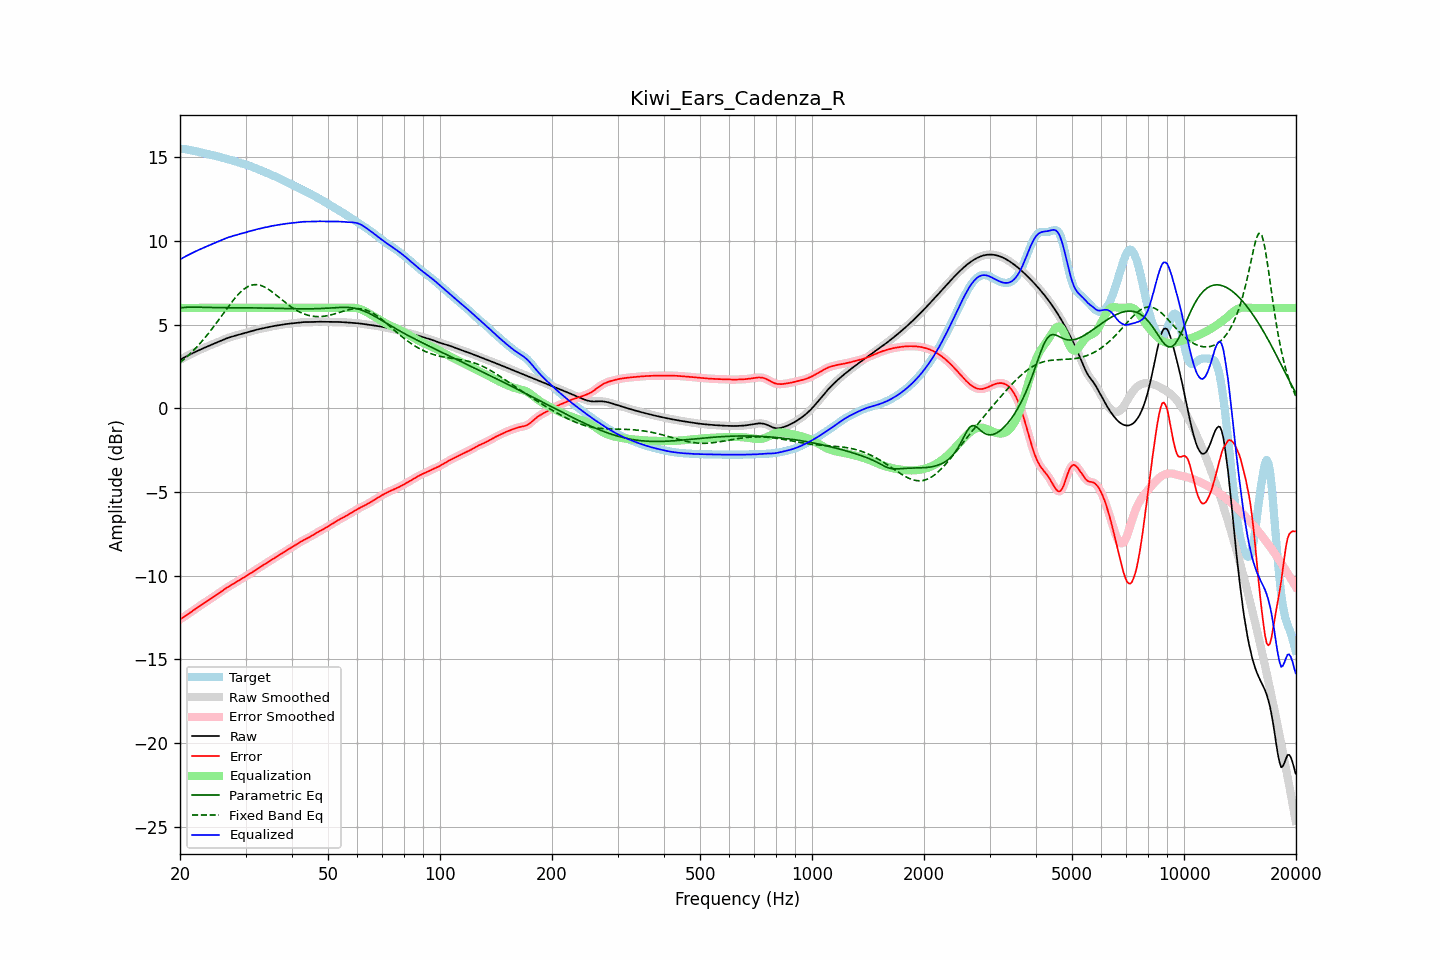 Kiwi_Ears_Cadenza_R
Amplitude (dBr)
15
10
5
0
−5
−10
−15
−20
−25
Target
Raw Smoothed
Error Smoothed
Raw
Error
Equalization
Parametric Eq
Fixed Band Eq
Equalized
20 50 100 200 500 1000 2000 5000 10000 20000
Frequency (Hz)